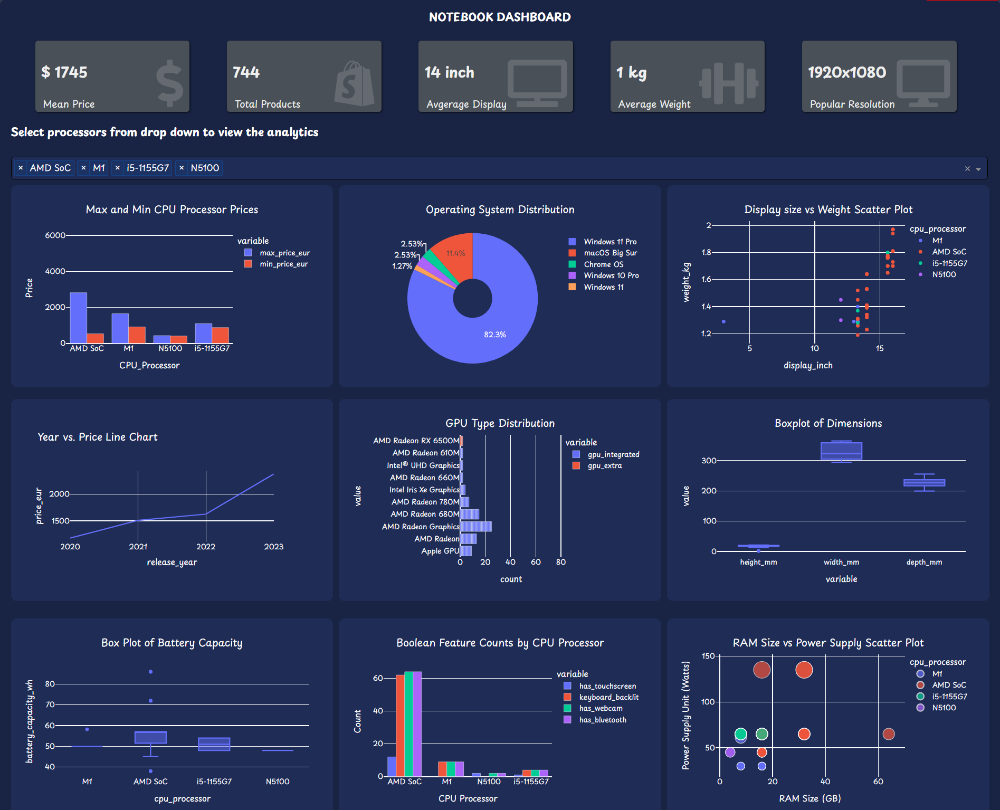 NOTEBOOK DASHBOARD
$ 1745
Mean Price
744
Total Products
14 inch
Avgerage Display
1 kg
Average Weight
1920x1080
Popular Resolution
Select processors from drop down to view the analytics
× AMD SoC × M1 × i5-1155G7 × N5100
Max and Min CPU Processor Prices
6000
4000
2000
0
Price
AMD SoC M1 N5100 i5-1155G7
CPU_Processor
variable
max_price_eur
min_price_eur
Operating System Distribution
2.53%
2.53%
1.27%
11.4%
82.3%
Windows 11 Pro
macOS Big Sur
Chrome OS
Windows 10 Pro
Windows 11
Display size vs Weight Scatter Plot
2
1.8
1.6
1.4
1.2
weight_kg
5 10 15
display_inch
cpu_processor
M1
AMD SoC
i5-1155G7
N5100
Year vs. Price Line Chart
2000
1500
price_eur
2020 2021 2022 2023
release_year
GPU Type Distribution
AMD Radeon RX 6500M
AMD Radeon 610M
Intel® UHD Graphics
AMD Radeon 660M
Intel Iris Xe Graphics
AMD Radeon 780M
AMD Radeon 680M
AMD Radeon Graphics
AMD Radeon
Apple GPU
value
0 20 40 60 80
count
variable
gpu_integrated
gpu_extra
Boxplot of Dimensions
300
200
100
0
value
height_mm width_mm depth_mm
variable
Box Plot of Battery Capacity
80
70
60
50
40
battery_capacity_wh
M1 AMD SoC i5-1155G7 N5100
cpu_processor
Boolean Feature Counts by CPU Processor
60
40
20
0
Count
AMD SoC M1 N5100 i5-1155G7
CPU Processor
variable
has_touchscreen
keyboard_backlit
has_webcam
has_bluetooth
RAM Size vs Power Supply Scatter Plot
150
100
50
Power Supply Unit (Watts)
0 20 40 60
RAM Size (GB)
cpu_processor
M1
AMD SoC
i5-1155G7
N5100